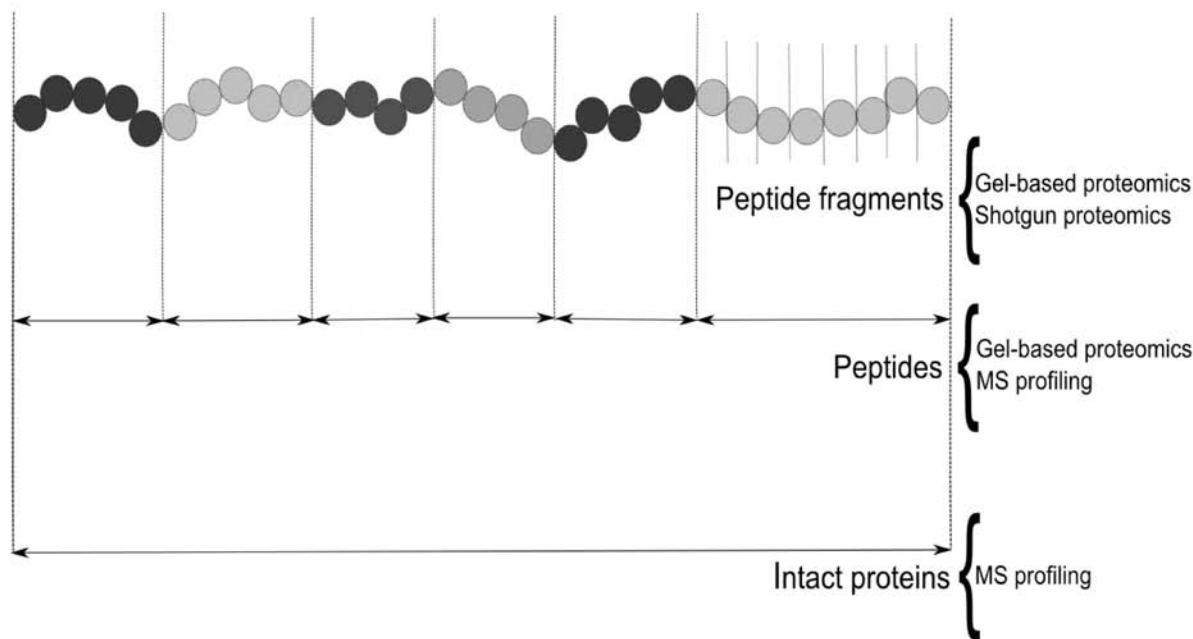 Peptide fragments
Gel-based proteomics
Shotgun proteomics
Peptides
Gel-based proteomics
MS profiling
Intact proteins
MS profiling